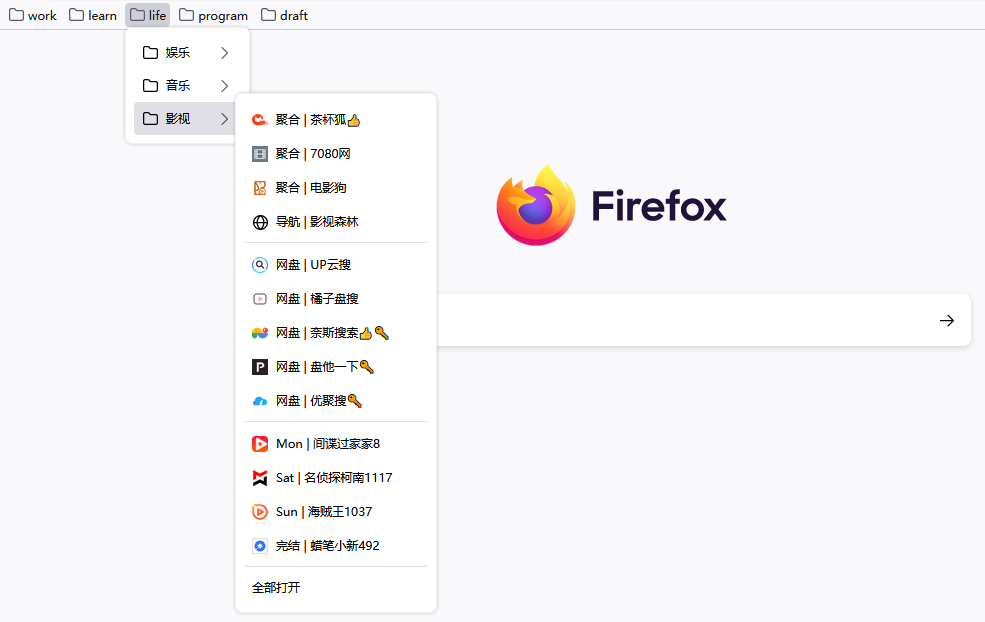 work learn life program draft
娱乐
音乐
影视
聚合 | 茶杯狐👍
聚合 | 7080网
聚合 | 电影狗
导航 | 影视森林
Firefox
网盘 | UP云搜
网盘 | 橘子盘搜
网盘 | 奈斯搜索👍🔑
网盘 | 盘他一下🔑
网盘 | 优聚搜🔑
Mon | 间谍过家家8
Sat | 名侦探柯南1117
Sun | 海贼王1037
完结 | 蜡笔小新492
全部打开